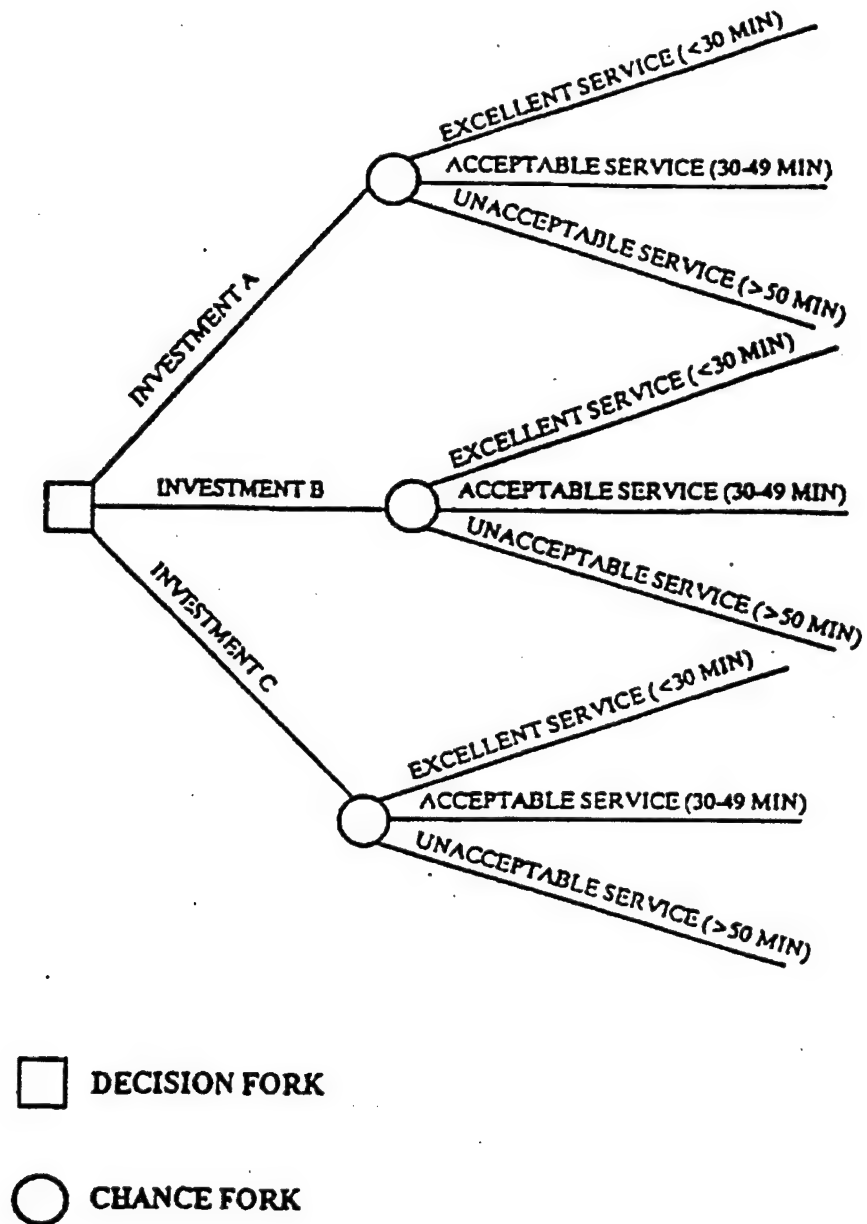 EXCELLENT SERVICE (<30 MIN)
ACCEPTABLE SERVICE (30-49 MIN)
UNACCEPTABLE SERVICE (>50 MIN)
INVESTMENT A
EXCELLENT SERVICE (<30 MIN)
INVESTMENT B
ACCEPTABLE SERVICE (30-49 MIN)
UNACCEPTABLE SERVICE (>50 MIN)
INVESTMENT C
EXCELLENT SERVICE (<30 MIN)
ACCEPTABLE SERVICE (30-49 MIN)
UNACCEPTABLE SERVICE (>50 MIN)
DECISION FORK
CHANCE FORK